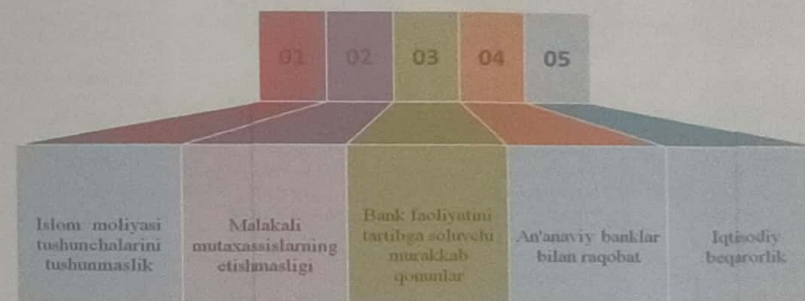 01 02 03 04 05
Islom moliyasi
tushunchalarini
tushunmaslik
Malakali
mutaxassislarning
etishmasligi
Bank faoliyatini
tartibga soluvchi
murakkab
qonunlar
An'anaviy banklar
bilan raqobat
Iqtisodiy
beqarorlik